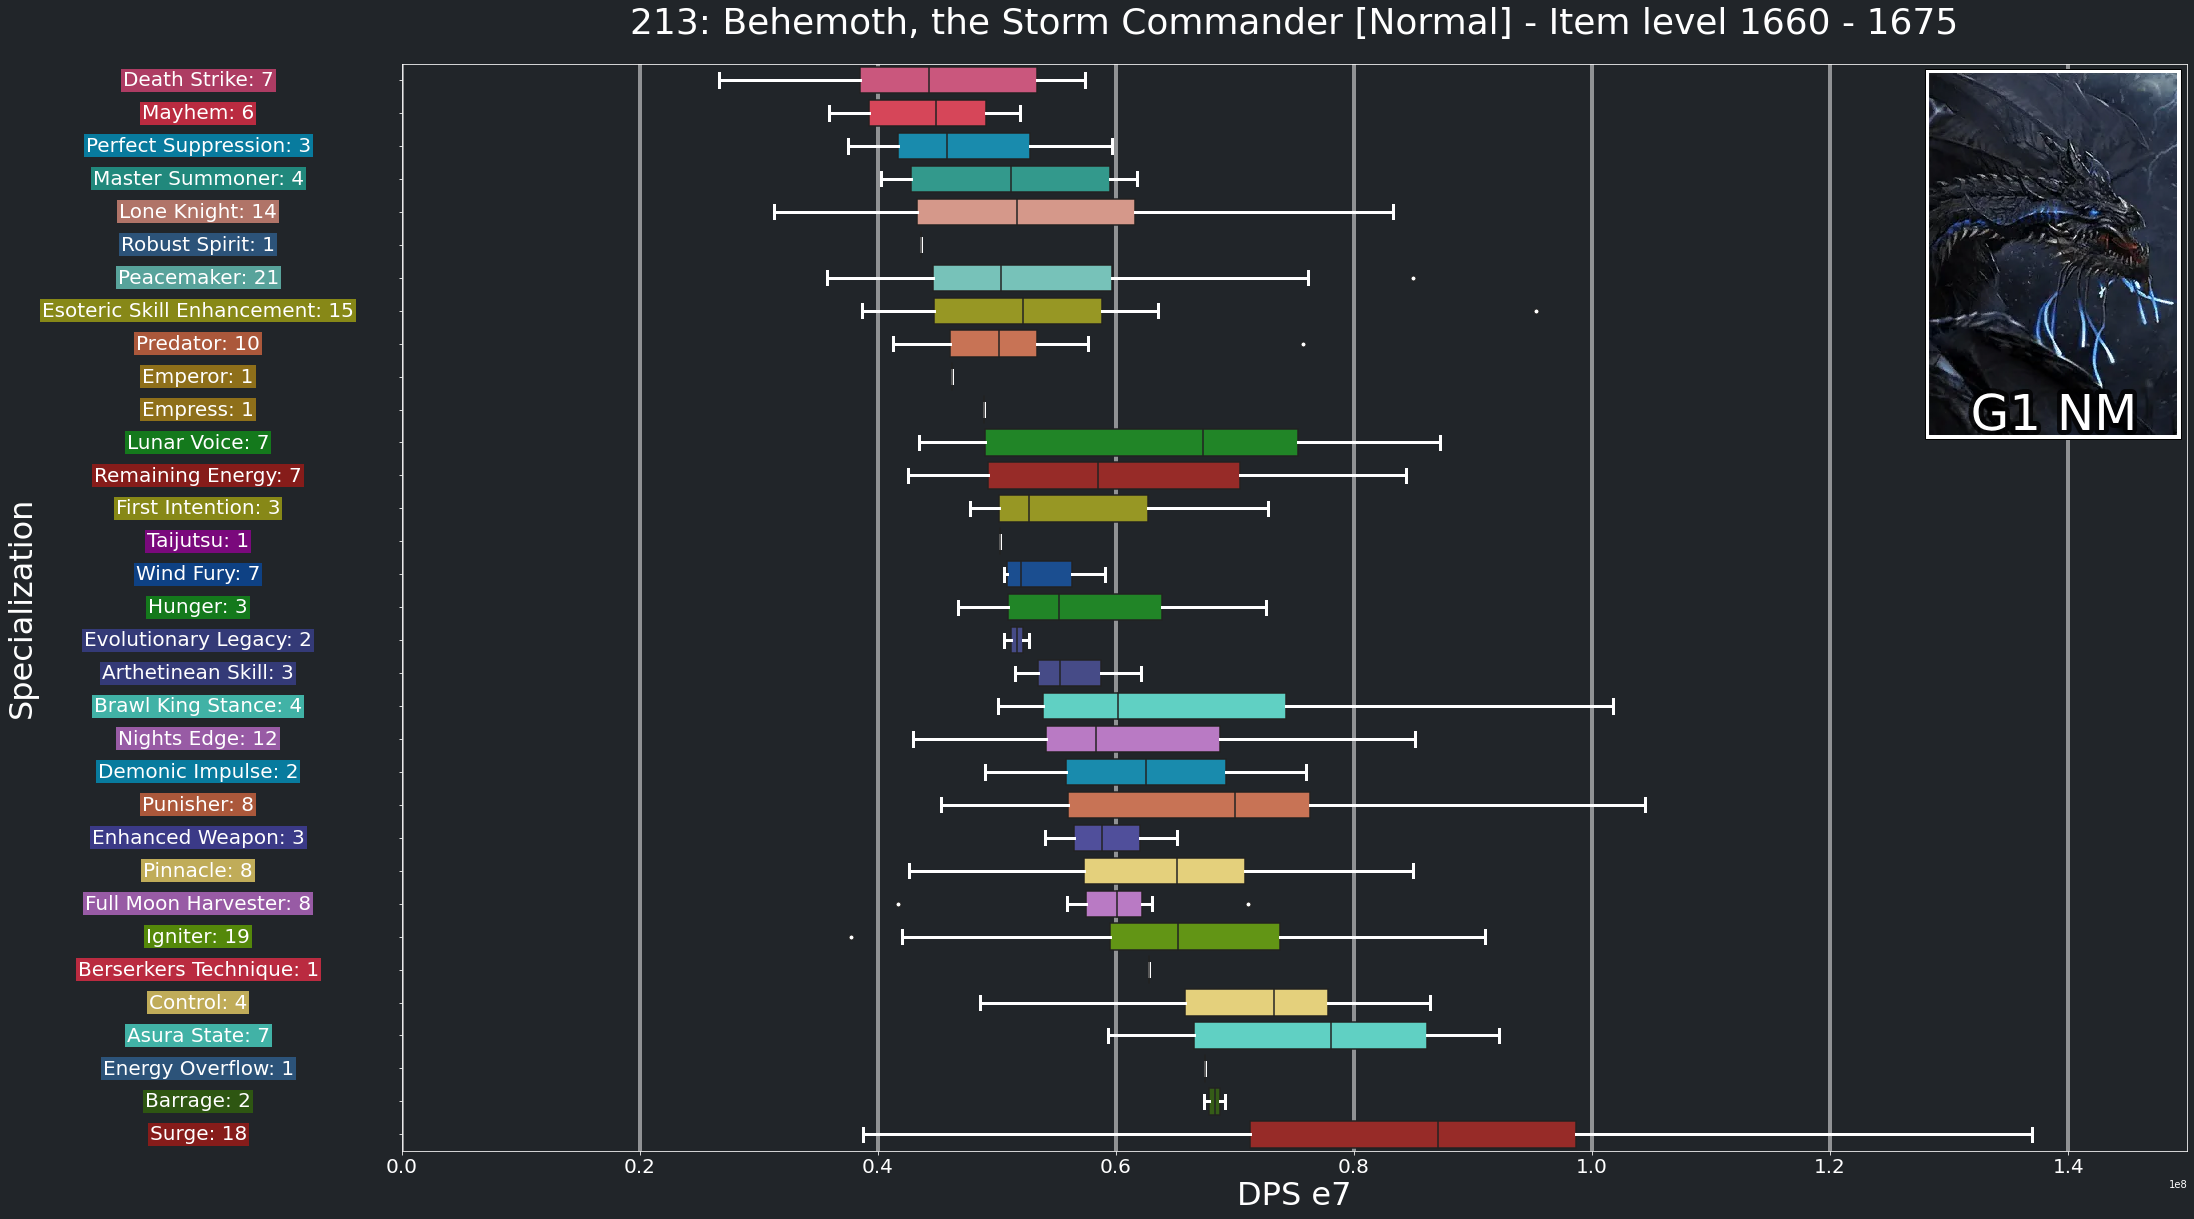 213: Behemoth, the Storm Commander [Normal] - Item level 1660 - 1675
Death Strike: 7
Mayhem: 6
Perfect Suppression: 3
Master Summoner: 4
Lone Knight: 14
Robust Spirit: 1
Peacemaker: 21
Esoteric Skill Enhancement: 15
Predator: 10
Emperor: 1
Empress: 1
Lunar Voice: 7
Remaining Energy: 7
First Intention: 3
Taijutsu: 1
Wind Fury: 7
Hunger: 3
Evolutionary Legacy: 2
Arthetinean Skill: 3
Brawl King Stance: 4
Nights Edge: 12
Demonic Impulse: 2
Punisher: 8
Enhanced Weapon: 3
Pinnacle: 8
Full Moon Harvester: 8
Igniter: 19
Berserkers Technique: 1
Control: 4
Asura State: 7
Energy Overflow: 1
Barrage: 2
Surge: 18
Specialization
G1 NM
0.0 0.2 0.4 0.6 0.8 1.0 1.2 1.4
DPS e7
1e8